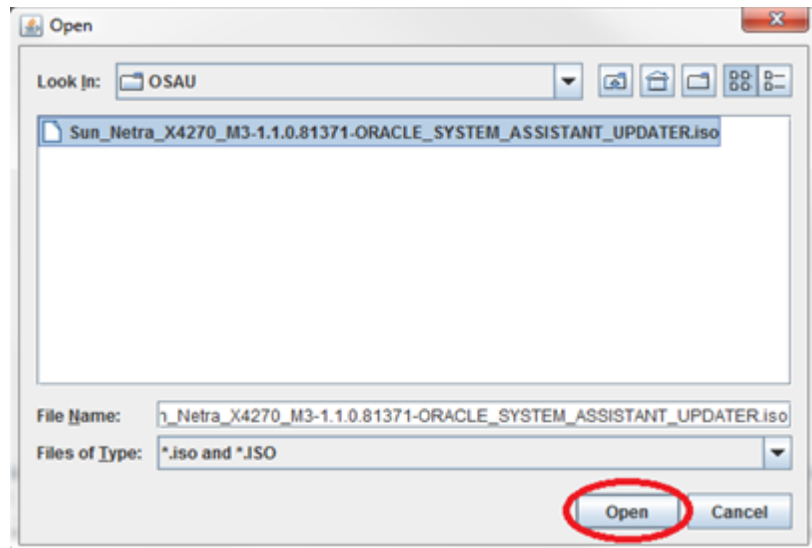 Open
Look In: OSAU
Sun_Netra_X4270_M3-1.1.0.81371-ORACLE_SYSTEM_ASSISTANT_UPDATER.iso
File Name: n_Netra_X4270_M3-1.1.0.81371-ORACLE_SYSTEM_ASSISTANT_UPDATER.iso
Files of Type: *.iso and *.ISO
Open Cancel